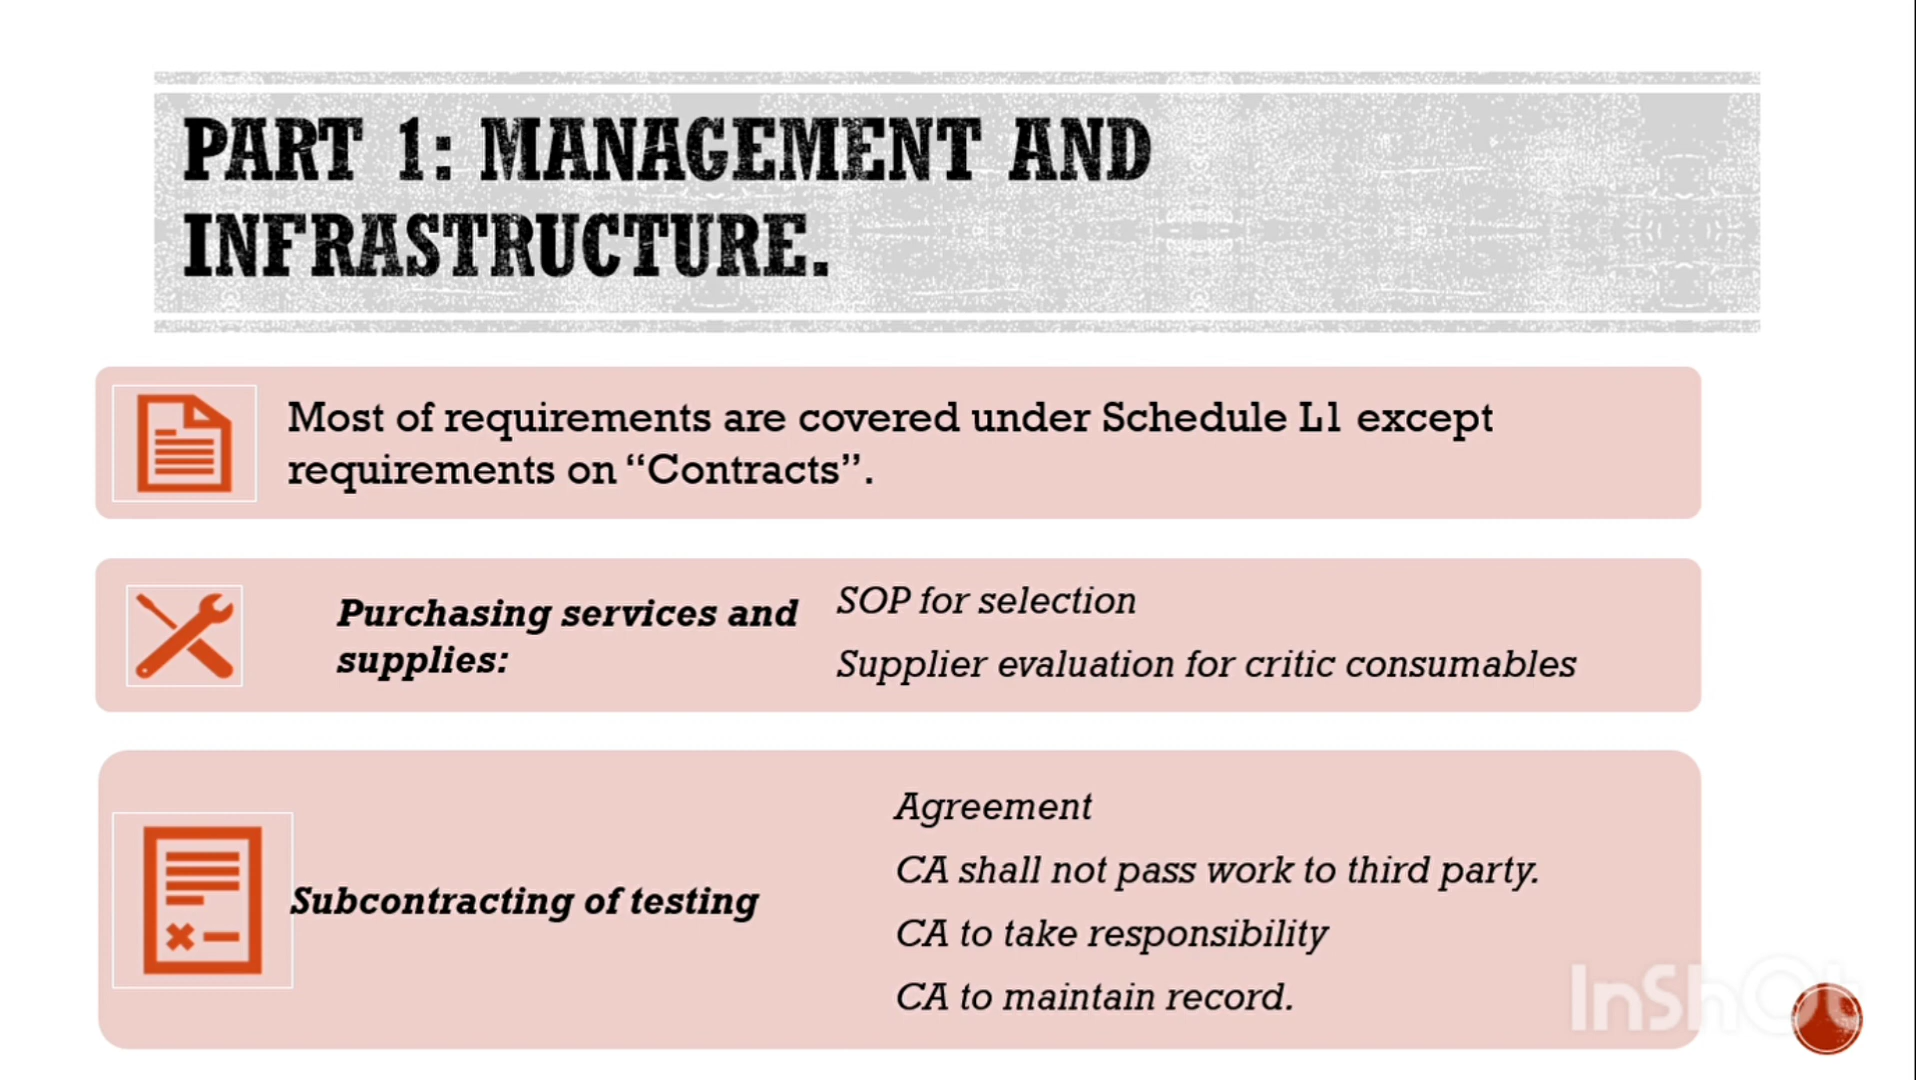 PART 1: MANAGEMENT AND
INFRASTRUCTURE.
Most of requirements are covered under Schedule L1 except
requirements on “Contracts”.
Purchasing services and
supplies:
SOP for selection
Supplier evaluation for critic consumables
Subcontracting of testing
Agreement
CA shall not pass work to third party.
CA to take responsibility
CA to maintain record.
InShOt